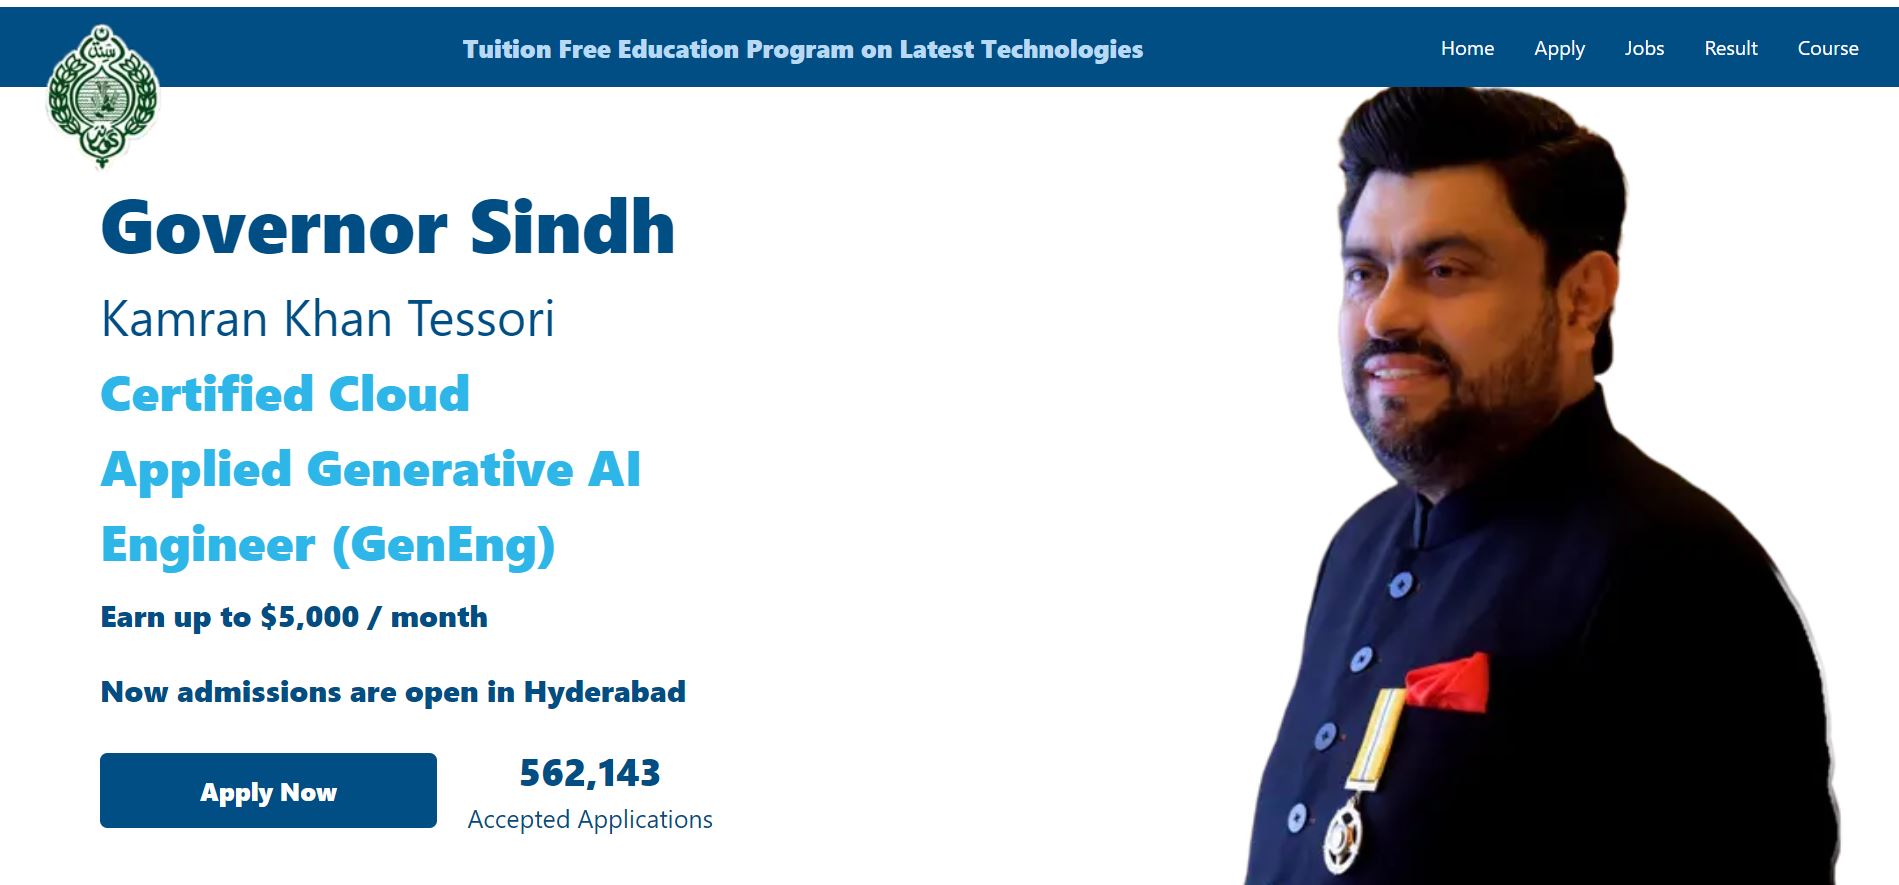 Tuition Free Education Program on Latest Technologies
Home Apply Jobs Result Course
سندھ
گورنر
Governor Sindh
Kamran Khan Tessori
Certified Cloud
Applied Generative AI
Engineer (GenEng)
Earn up to $5,000 / month
Now admissions are open in Hyderabad
Apply Now
562,143
Accepted Applications